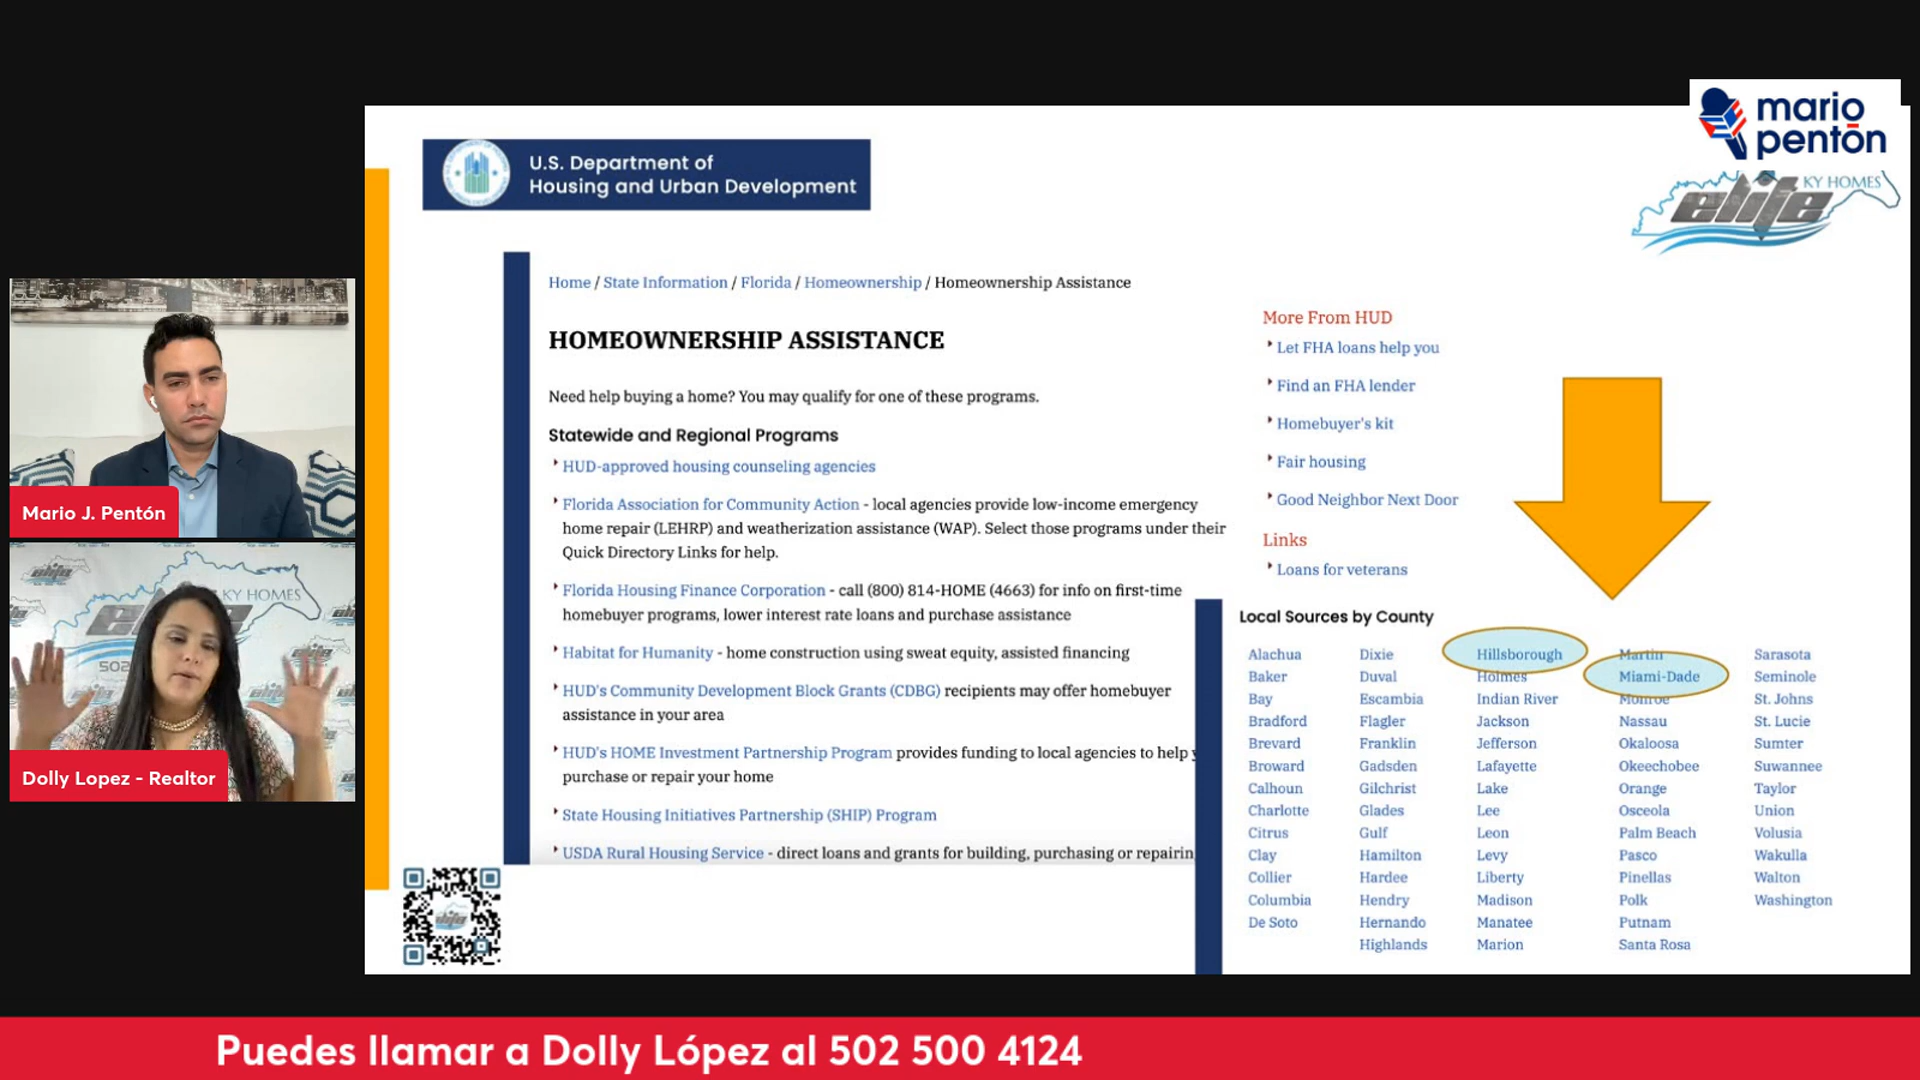 mario
pentón
KY HOMES
elife
U.S. Department of
Housing and Urban Development
Home / State Information / Florida / Homeownership / Homeownership Assistance
HOMEOWNERSHIP ASSISTANCE
Need help buying a home? You may qualify for one of these programs.
Statewide and Regional Programs
HUD-approved housing counseling agencies
Florida Association for Community Action - local agencies provide low-income emergency
home repair (LEHRP) and weatherization assistance (WAP). Select those programs under their
Quick Directory Links for help.
Florida Housing Finance Corporation - call (800) 814-HOME (4663) for info on first-time
homebuyer programs, lower interest rate loans and purchase assistance
Habitat for Humanity - home construction using sweat equity, assisted financing
HUD's Community Development Block Grants (CDBG) recipients may offer homebuyer
assistance in your area
HUD's HOME Investment Partnership Program provides funding to local agencies to help
purchase or repair your home
State Housing Initiatives Partnership (SHIP) Program
USDA Rural Housing Service - direct loans and grants for building, purchasing or repairin
More From HUD
Let FHA loans help you
Find an FHA lender
Homebuyer's kit
Fair housing
Good Neighbor Next Door
Links
Loans for veterans
Local Sources by County
Alachua Dixie Hillsborough Martin Sarasota
Baker Duval Holmes Miami-Dade Seminole
Bay Escambia Indian River Monroe St. Johns
Bradford Flagler Jackson Nassau St. Lucie
Brevard Franklin Jefferson Okaloosa Sumter
Broward Gadsden Lafayette Okeechobee Suwannee
Calhoun Gilchrist Lake Orange Taylor
Charlotte Glades Lee Osceola Union
Citrus Gulf Leon Palm Beach Volusia
Clay Hamilton Levy Pasco Wakulla
Collier Hardee Liberty Pinellas Walton
Columbia Hendry Madison Polk Washington
De Soto Hernando Manatee Putnam
Highlands Marion Santa Rosa
Mario J. Pentón
KY HOMES
502
Dolly Lopez - Realtor
Puedes llamar a Dolly López al 502 500 4124